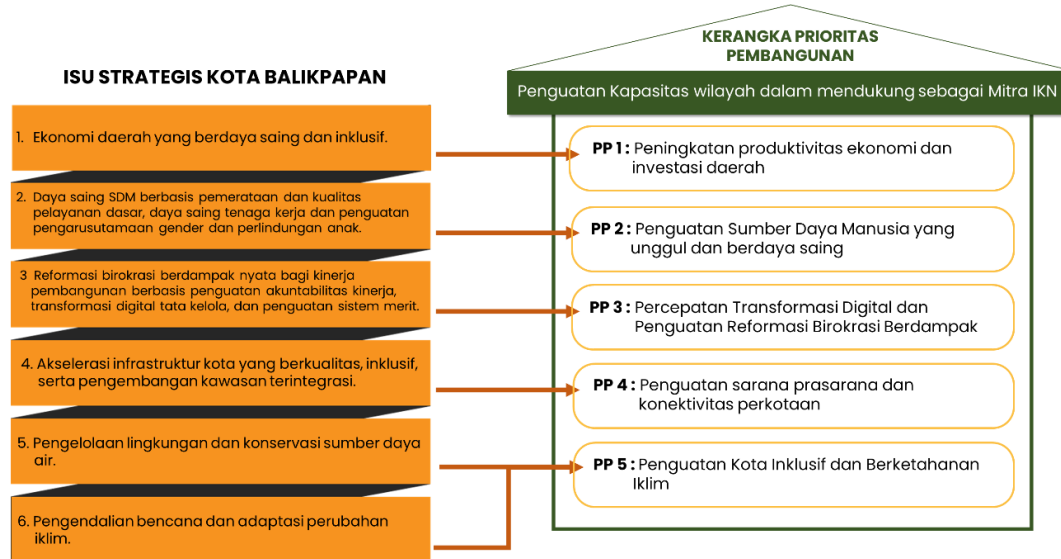 ISU STRATEGIS KOTA BALIKPAPAN
1. Ekonomi daerah yang berdaya saing dan inklusif.
2. Daya saing SDM berbasis pemerataan dan kualitas
pelayanan dasar, daya saing tenaga kerja dan penguatan
pengarusutamaan gender dan perlindungan anak.
3 Reformasi birokrasi berdampak nyata bagi kinerja
pembangunan berbasis penguatan akuntabilitas kinerja,
transformasi digital tata kelola, dan penguatan sistem merit.
4. Akselerasi infrastruktur kota yang berkualitas, inklusif,
serta pengembangan kawasan terintegrasi.
5. Pengelolaan lingkungan dan konservasi sumber daya
air.
6. Pengendalian bencana dan adaptasi perubahan
iklim.
KERANGKA PRIORITAS
PEMBANGUNAN
Penguatan Kapasitas wilayah dalam mendukung sebagai Mitra IKN
PP 1 : Peningkatan produktivitas ekonomi dan
investasi daerah
PP 2 : Penguatan Sumber Daya Manusia yang
unggul dan berdaya saing
PP 3 : Percepatan Transformasi Digital dan
Penguatan Reformasi Birokrasi Berdampak
PP 4 : Penguatan sarana prasarana dan
konektivitas perkotaan
PP 5 : Penguatan Kota Inklusif dan Berketahanan
Iklim